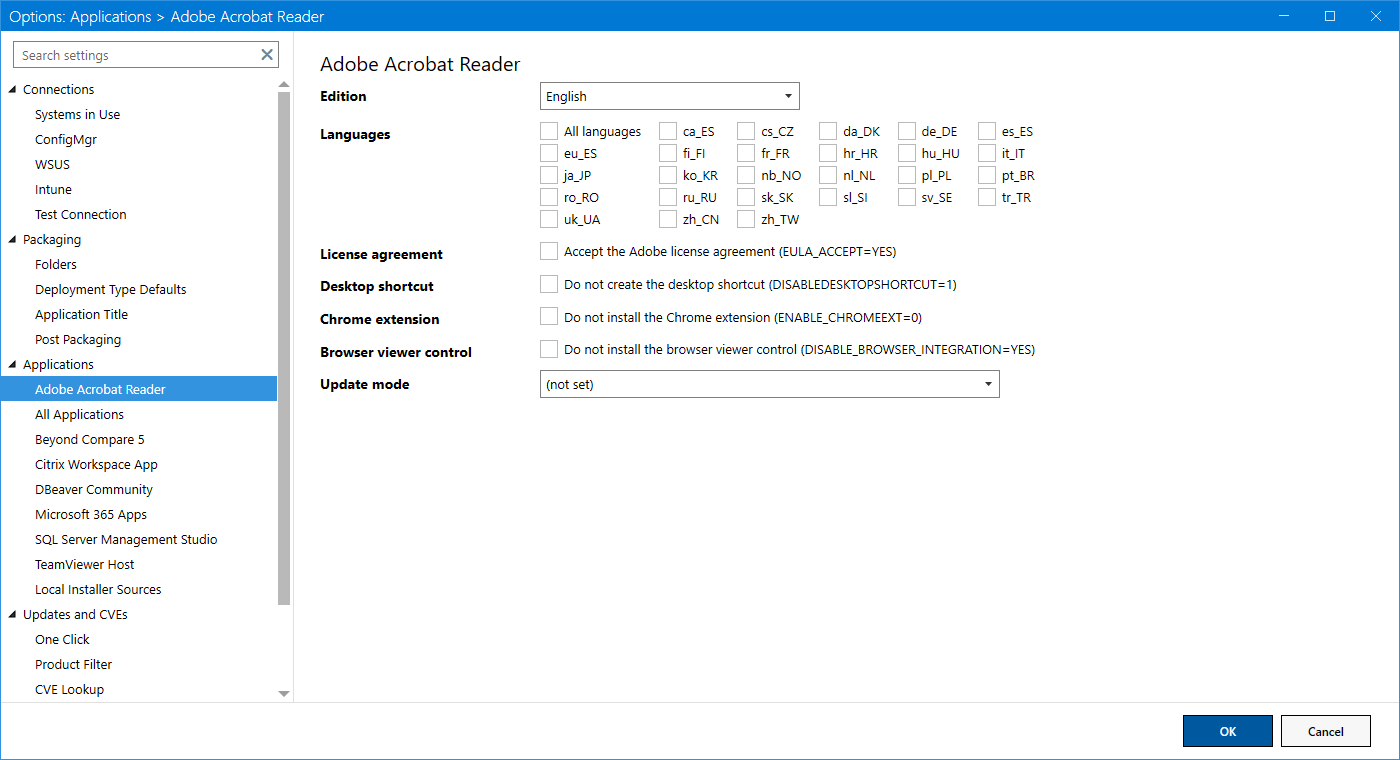 Options: Applications > Adobe Acrobat Reader
Search settings
Connections
Systems in Use
ConfigMgr
WSUS
Intune
Test Connection
Packaging
Folders
Deployment Type Defaults
Application Title
Post Packaging
Applications
Adobe Acrobat Reader
All Applications
Beyond Compare 5
Citrix Workspace App
DBeaver Community
Microsoft 365 Apps
SQL Server Management Studio
TeamViewer Host
Local Installer Sources
Updates and CVEs
One Click
Product Filter
CVE Lookup
Adobe Acrobat Reader
Edition English
Languages All languages ca_ES cs_CZ da_DK de_DE es_ES
eu_ES fi_FI fr_FR hr_HR hu_HU it_IT
ja_JP ko_KR nb_NO nl_NL pl_PL pt_BR
ro_RO ru_RU sk_SK sl_SI sv_SE tr_TR
uk_UA zh_CN zh_TW
License agreement Accept the Adobe license agreement (EULA_ACCEPT=YES)
Desktop shortcut Do not create the desktop shortcut (DISABLEDESKTOPSHORTCUT=1)
Chrome extension Do not install the Chrome extension (ENABLE_CHROMEEXT=0)
Browser viewer control Do not install the browser viewer control (DISABLE_BROWSER_INTEGRATION=YES)
Update mode (not set)
OK Cancel